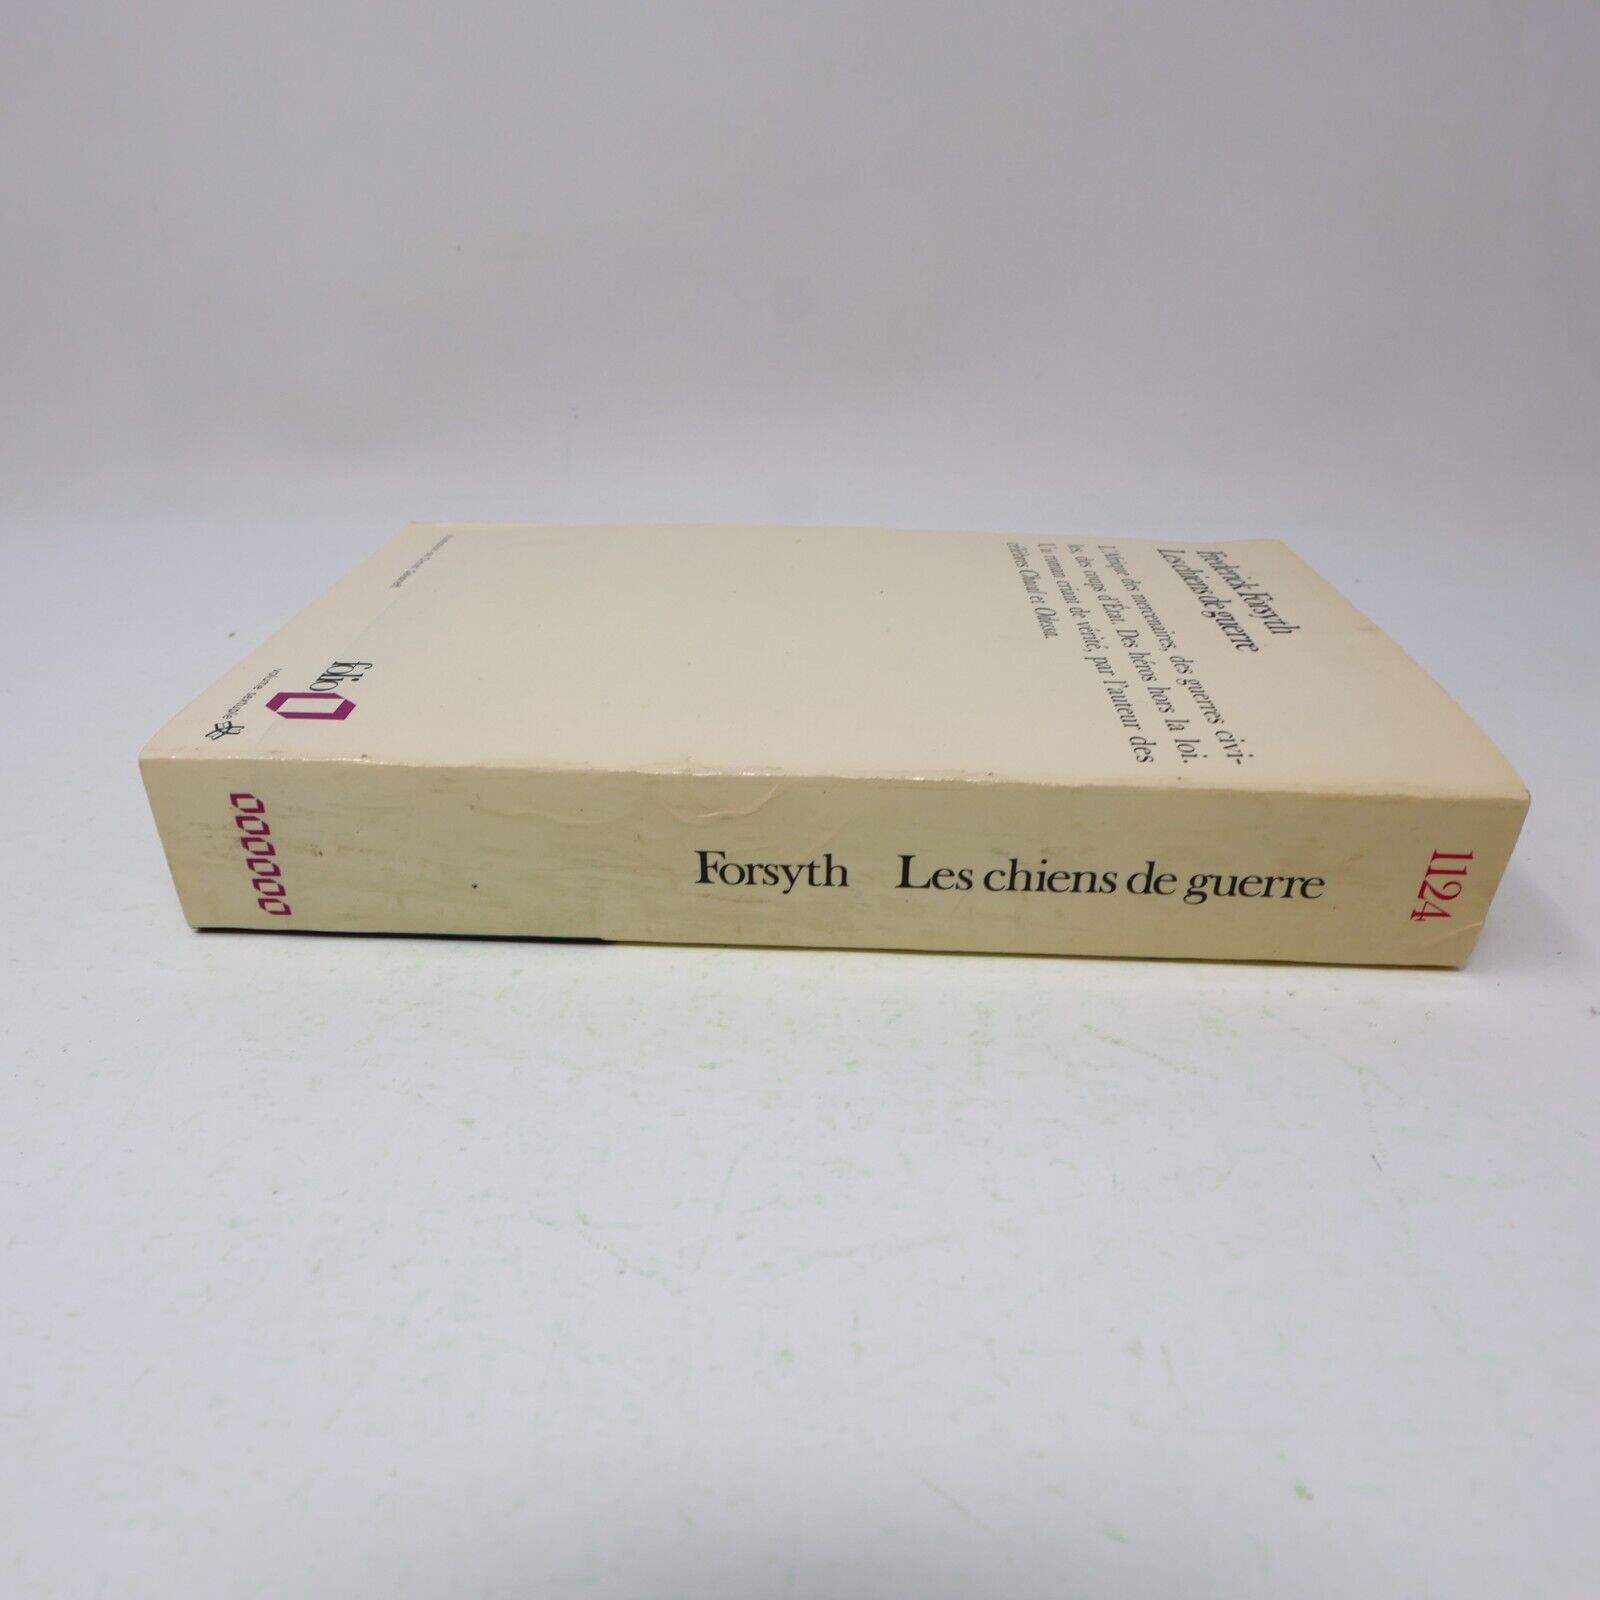 Frederick Forsyth
Les chiens de guerre
L'Afrique des mercenaires, des guerres civi-
les, des coups d'État. Des héros hors la loi.
Un roman criant de vérité, par l'auteur des
célèbres Chacal et Odessa.
folio
volume sextuple
Forsyth Les chiens de guerre
1124